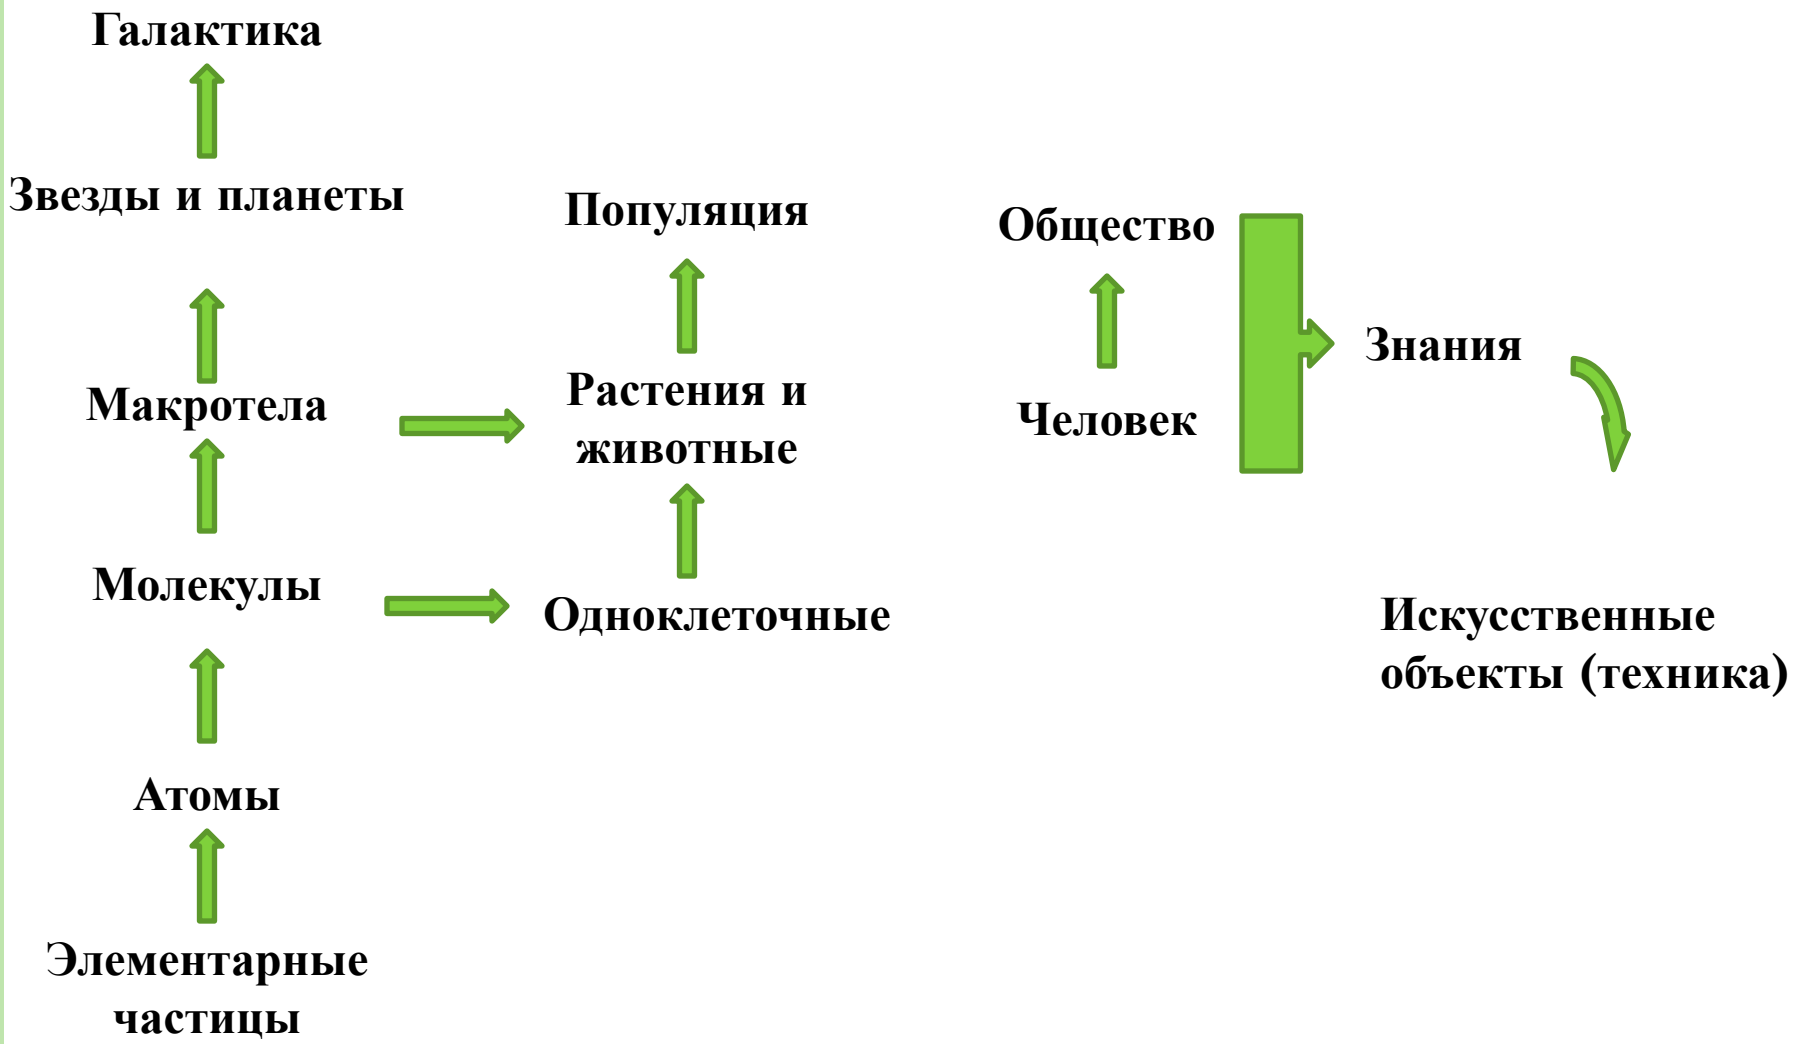 Галактика
Звезды и планеты
Макротела
Молекулы
Атомы
Элементарные
частицы
Популяция
Растения и
животные
Одноклеточные
Общество
Человек
Знания
Искусственные
объекты (техника)